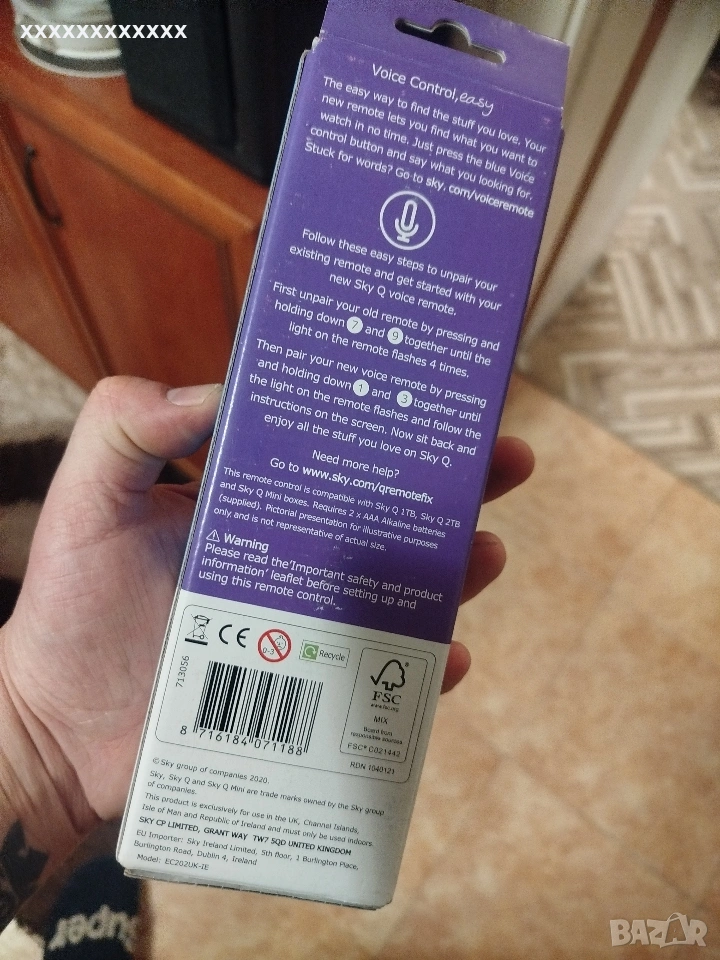 xxxxxxxxxxxxx
Voice Control, easy
The easy way to find the stuff you love. Your
new remote lets you find what you want to
watch in no time. Just press the blue Voice
control button and say what you looking for.
Stuck for words? Go to sky. com/voiceremote
Follow these easy steps to unpair your
existing remote and get started with your
new Sky Q voice remote.
First unpair your old remote by pressing and
holding down 7 and 9 together until the
light on the remote flashes 4 times.
Then pair your new voice remote by pressing
and holding down 1 and 3 together until
the light on the remote flashes and follow the
instructions on the screen. Now sit back and
enjoy all the stuff you love on Sky Q.
Need more help?
Go to www.sky.com/qremotefix
This remote control is compatible with Sky Q 1TB, Sky Q 2TB
and Sky Q Mini boxes. Requires 2 x AAA Alkaline batteries
(supplied). Pictorial presentation for illustrative purposes
only and is not representative of actual size.
⚠ Warning
Please read the'Important safety and product
information' leaflet before setting up and
using this remote control.
713056
CE
0-3
Recycle
FSC
www.fsc.org
MIX
Board from
responsible sources
FSC® C021442
RDN 1040121
8 716184 071188
© Sky group of companies 2020.
Sky, Sky Q and Sky Q Mini are trade marks owned by the Sky group
of companies.
This product is exclusively for use in the UK, Channel Islands,
Isle of Man and Republic of Ireland and must only be used indoors.
SKY CP LIMITED, GRANT WAY TW7 5QD UNITED KINGDOM
EU Importer: Sky Ireland Limited, 5th floor, 1 Burlington Place,
Burlington Road, Dublin 4, Ireland
Model: EC202UK-IE
Super
BAZAR